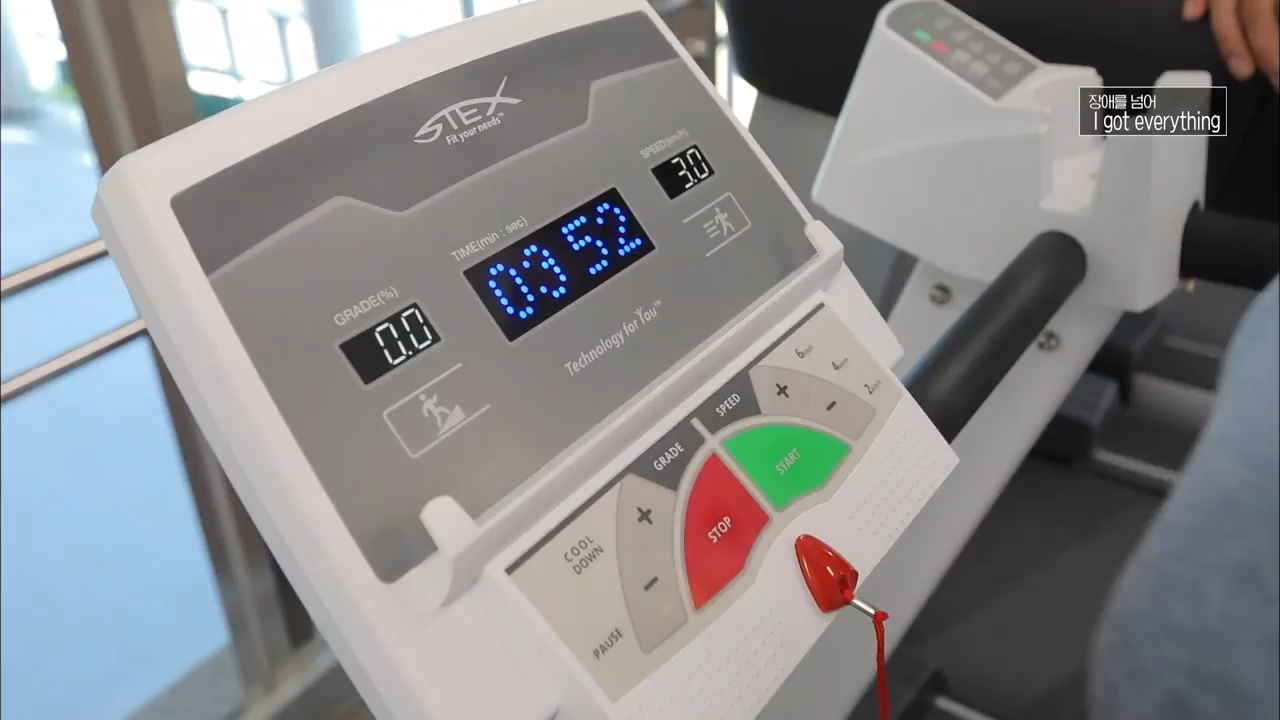 STEX
Fit your needs™
장애를 넘어
I got everything
SPEED(km/h)
3.0
TIME(min : sec)
03 52
GRADE(%)
0.0
Technology for You™
6km/h
4km/h
2km/h
SPEED
GRADE
+
-
+
-
START
STOP
COOL
DOWN
PAUSE